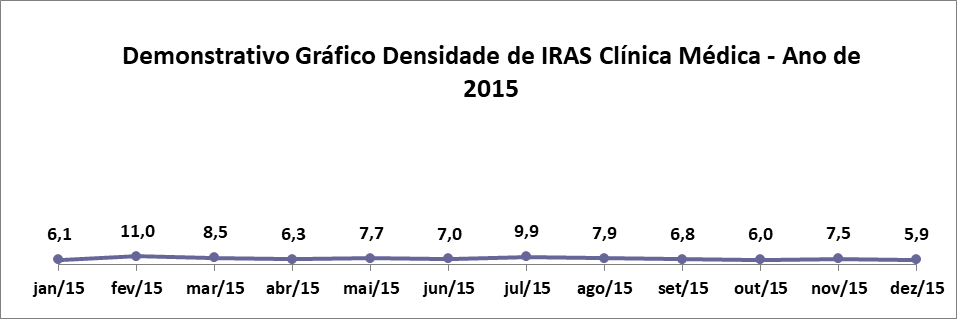 Demonstrativo Gráfico Densidade de IRAS Clínica Médica - Ano de
2015
6,1 11,0 8,5 6,3 7,7 7,0 9,9 7,9 6,8 6,0 7,5 5,9
jan/15 fev/15 mar/15 abr/15 mai/15 jun/15 jul/15 ago/15 set/15 out/15 nov/15 dez/15